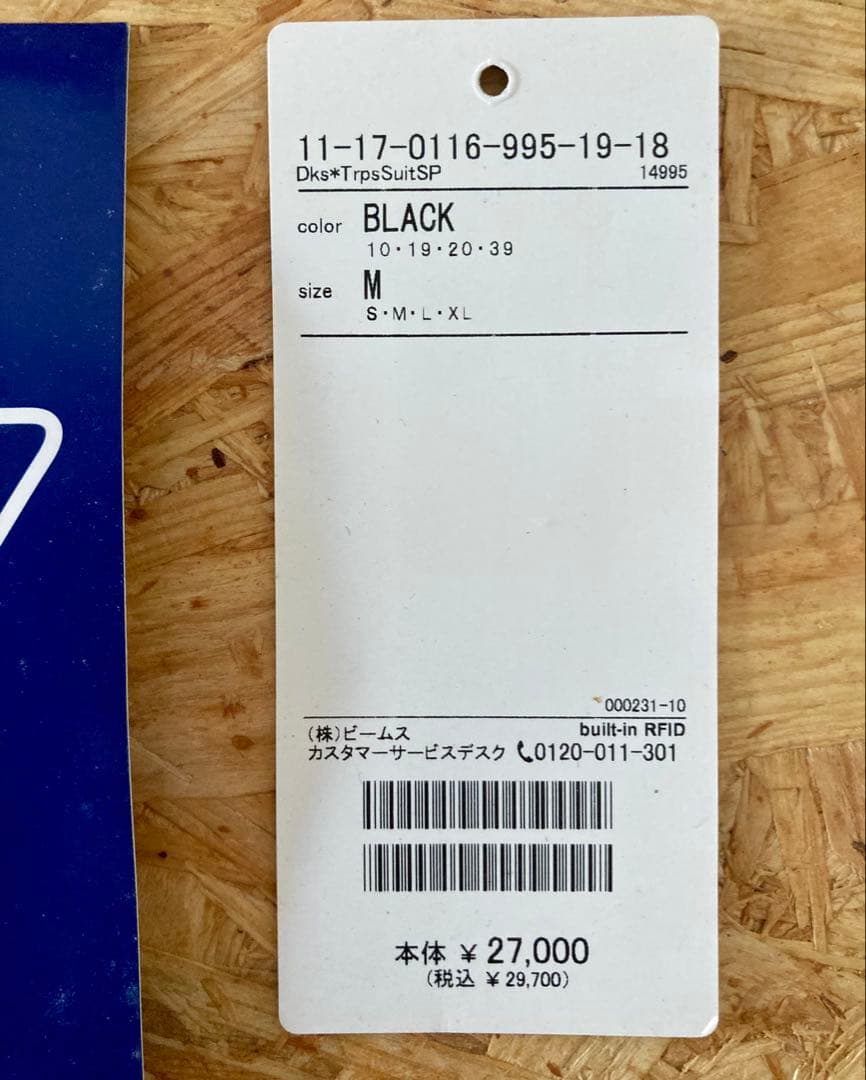 11-17-0116-995-19-18
Dks*TrpsSuitSP 14995
color BLACK
10・19・20・39
size M
S・M・L・XL
000231-10
(株)ビームス built-in RFID
カスタマーサービスデスク 0120-011-301
本体 ¥ 27,000
(税込 ¥ 29,700)